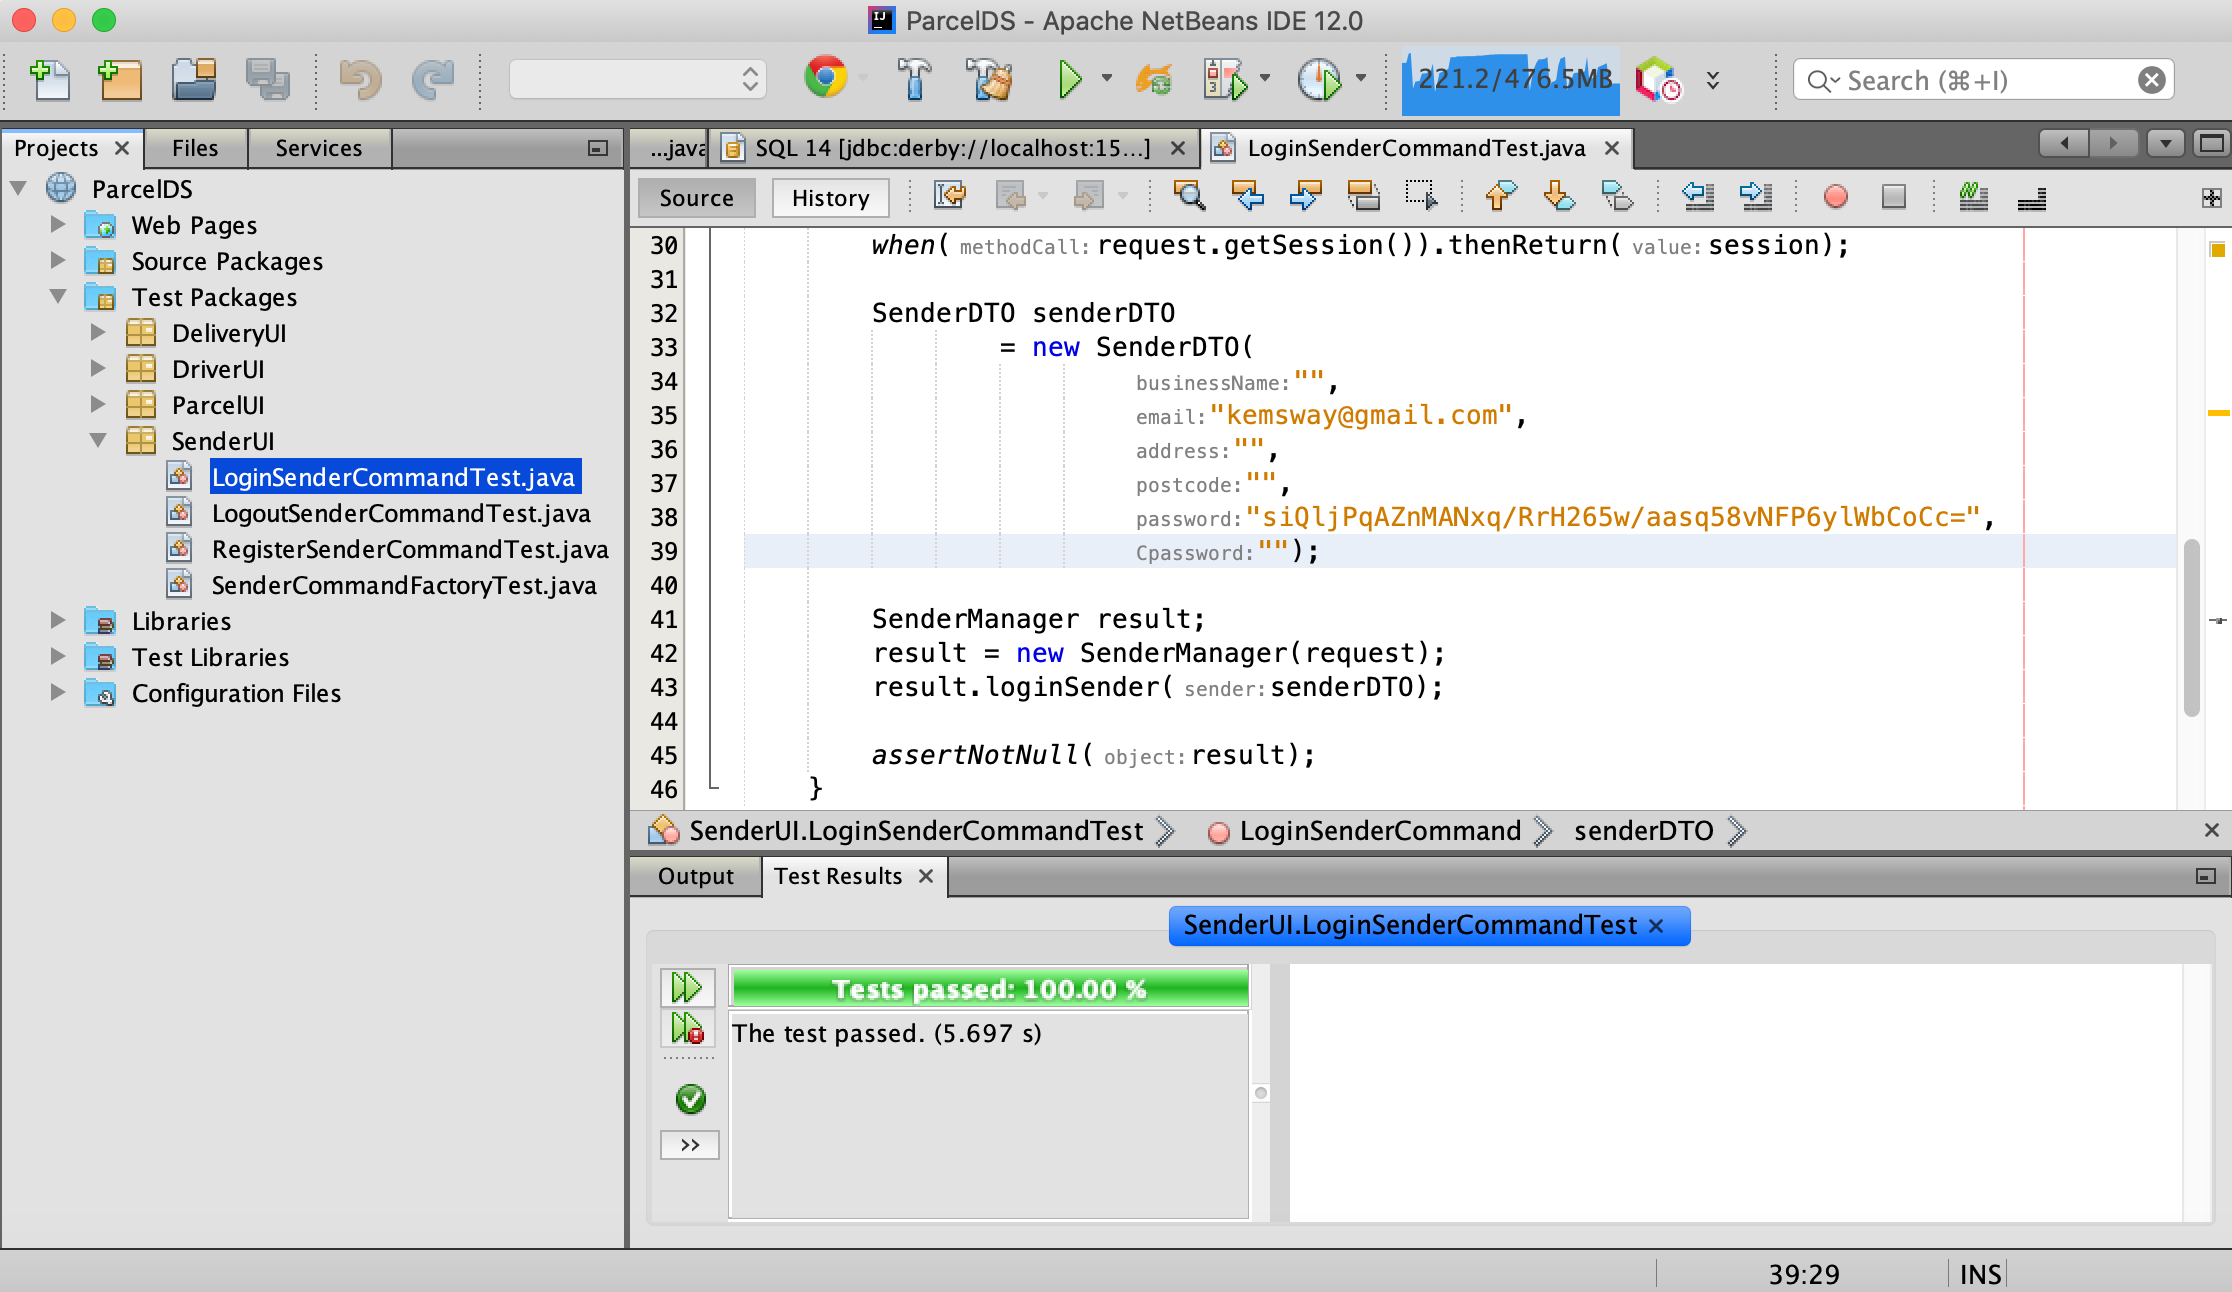 ParcelDS - Apache NetBeans IDE 12.0
221.2/476.5MB
Search (⌘+I)
Projects
Files
Services
...java
SQL 14 [jdbc:derby://localhost:15...]
LoginSenderCommandTest.java
Source
History
ParcelDS
Web Pages
Source Packages
Test Packages
DeliveryUI
DriverUI
ParcelUI
SenderUI
LoginSenderCommandTest.java
LogoutSenderCommandTest.java
RegisterSenderCommandTest.java
SenderCommandFactoryTest.java
Libraries
Test Libraries
Configuration Files
30 when( methodCall: request.getSession()).thenReturn( value: session);
31
32 SenderDTO senderDTO
33 = new SenderDTO(
34 businessName: "",
35 email: "kemsway@gmail.com",
36 address: "",
37 postcode: "",
38 password: "siQljPqAZnMANxq/RrH265w/aasq58vNFP6ylWbCoCc=",
39 Cpassword: "");
40
41 SenderManager result;
42 result = new SenderManager(request);
43 result.loginSender( sender: senderDTO);
44
45 assertNotNull( object: result);
46 }
SenderUI.LoginSenderCommandTest
LoginSenderCommand
senderDTO
Output
Test Results
SenderUI.LoginSenderCommandTest
Tests passed: 100.00 %
The test passed. (5.697 s)
>>
39:29
INS